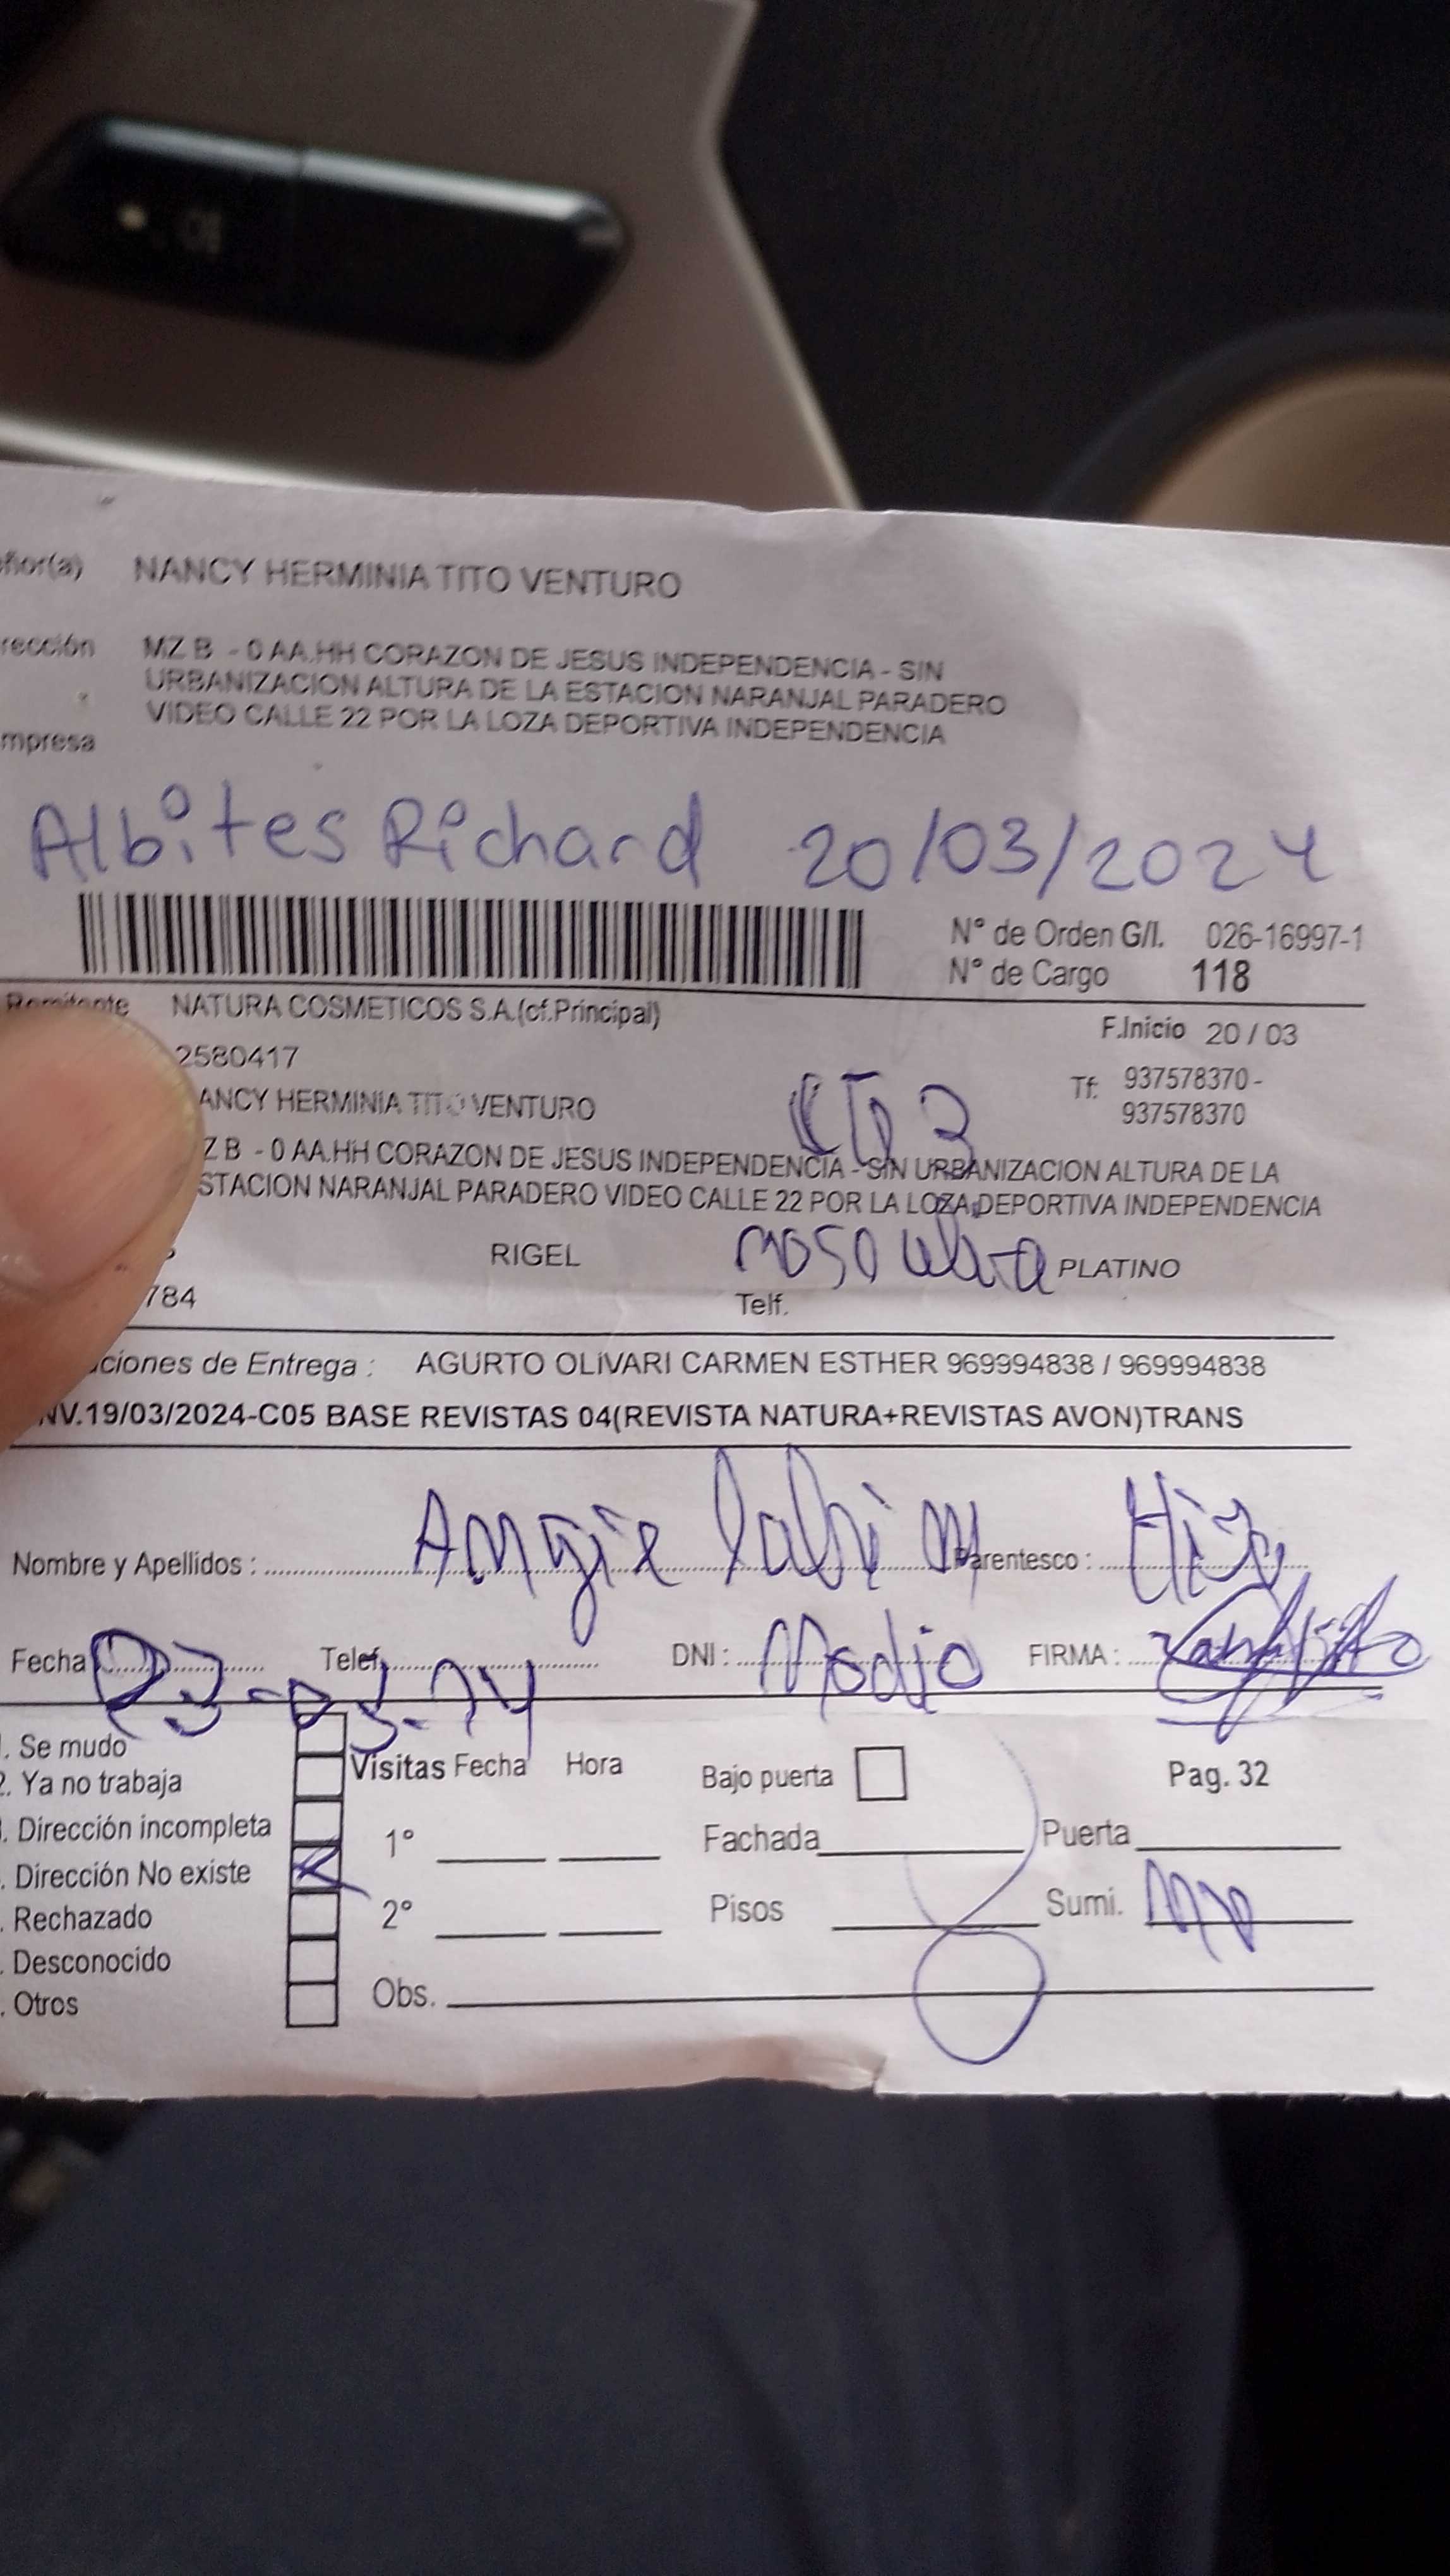 eñor(a) NANCY HERMINIA TITO VENTURO
rección MZ B - 0 AA.HH CORAZON DE JESUS INDEPENDENCIA - SIN
URBANIZACION ALTURA DE LA ESTACION NARANJAL PARADERO
VIDEO CALLE 22 POR LA LOZA DEPORTIVA INDEPENDENCIA
mpresa
Albites Richard 20/03/2024
N° de Orden G/I. 026-16997-1
N° de Cargo 118
Remitente NATURA COSMETICOS S.A.(cf.Principal)
F.Inicio 20 / 03
2580417
Tf: 937578370 -
937578370
ANCY HERMINIA TITO VENTURO
Z B - 0 AA.HH CORAZON DE JESUS INDEPENDENCIA - SIN URBANIZACION ALTURA DE LA
STACION NARANJAL PARADERO VIDEO CALLE 22 POR LA LOZA DEPORTIVA INDEPENDENCIA
RIGEL PLATINO
784 Telf.
ciones de Entrega : AGURTO OLIVARI CARMEN ESTHER 969994838 / 969994838
NV.19/03/2024-C05 BASE REVISTAS 04(REVISTA NATURA+REVISTAS AVON)TRANS
Nombre y Apellidos : Angie Parentesco : Hija
Fecha Telef. DNI : FIRMA :
. Se mudo
Visitas Fecha Hora Bajo puerta Pag. 32
. Ya no trabaja
. Dirección incompleta 1° Fachada Puerta
. Dirección No existe
2° Pisos Sumi.
. Rechazado
. Desconocido
Obs.
. Otros